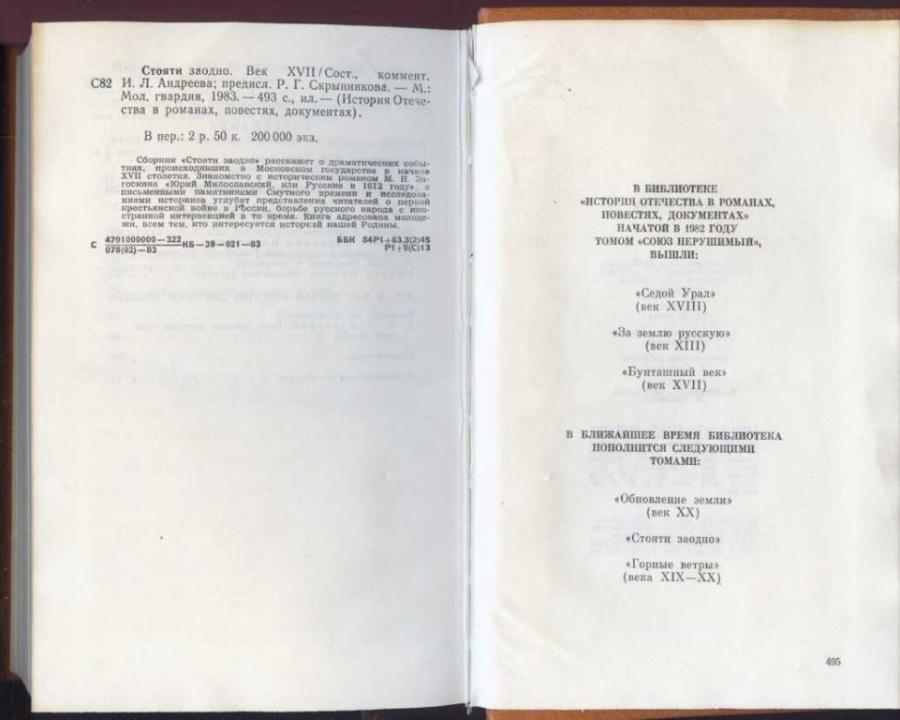 Стояти заодно. Век XVII/Сост., коммент.
С82 И. Л. Андреева; предисл. Р. Г. Скрынникова. — М.:
Мол. гвардия, 1983. — 493 с., ил. — (История Отече-
ства в романах, повестях, документах).
В пер.: 2 р. 50 к. 200 000 экз.
Сборник «Стояти заодно» расскажет о драматических собы-
тиях, происходивших в Московском государстве в начале
XVII столетия. Знакомство с историческим романом М. Н. За-
госкина «Юрий Милославский, или Русские в 1612 году», с
письменными памятниками Смутного времени и исследова-
ниями историков углубят представления читателей о первой
крестьянской войне в России, борьбе русского народа с ино-
странной интервенцией в то время. Книга адресована молоде-
жи, всем тем, кто интересуется историей нашей Родины.
С 4701000000—322 КБ—39—021—83
078(02)—83
ББК 84Р1+63.3(2)45
Р1+9(С)13
В БИБЛИОТЕКЕ
«ИСТОРИЯ ОТЕЧЕСТВА В РОМАНАХ,
ПОВЕСТЯХ, ДОКУМЕНТАХ»
НАЧАТОЙ В 1982 ГОДУ
ТОМОМ «СОЮЗ НЕРУШИМЫЙ»,
ВЫШЛИ:
«Седой Урал»
(век XVIII)
«За землю русскую»
(век XIII)
«Бунташный век»
(век XVII)
В БЛИЖАЙШЕЕ ВРЕМЯ БИБЛИОТЕКА
ПОПОЛНИТСЯ СЛЕДУЮЩИМИ
ТОМАМИ:
«Обновление земли»
(век XX)
«Стояти заодно»
«Горные ветры»
(века XIX—XX)
495